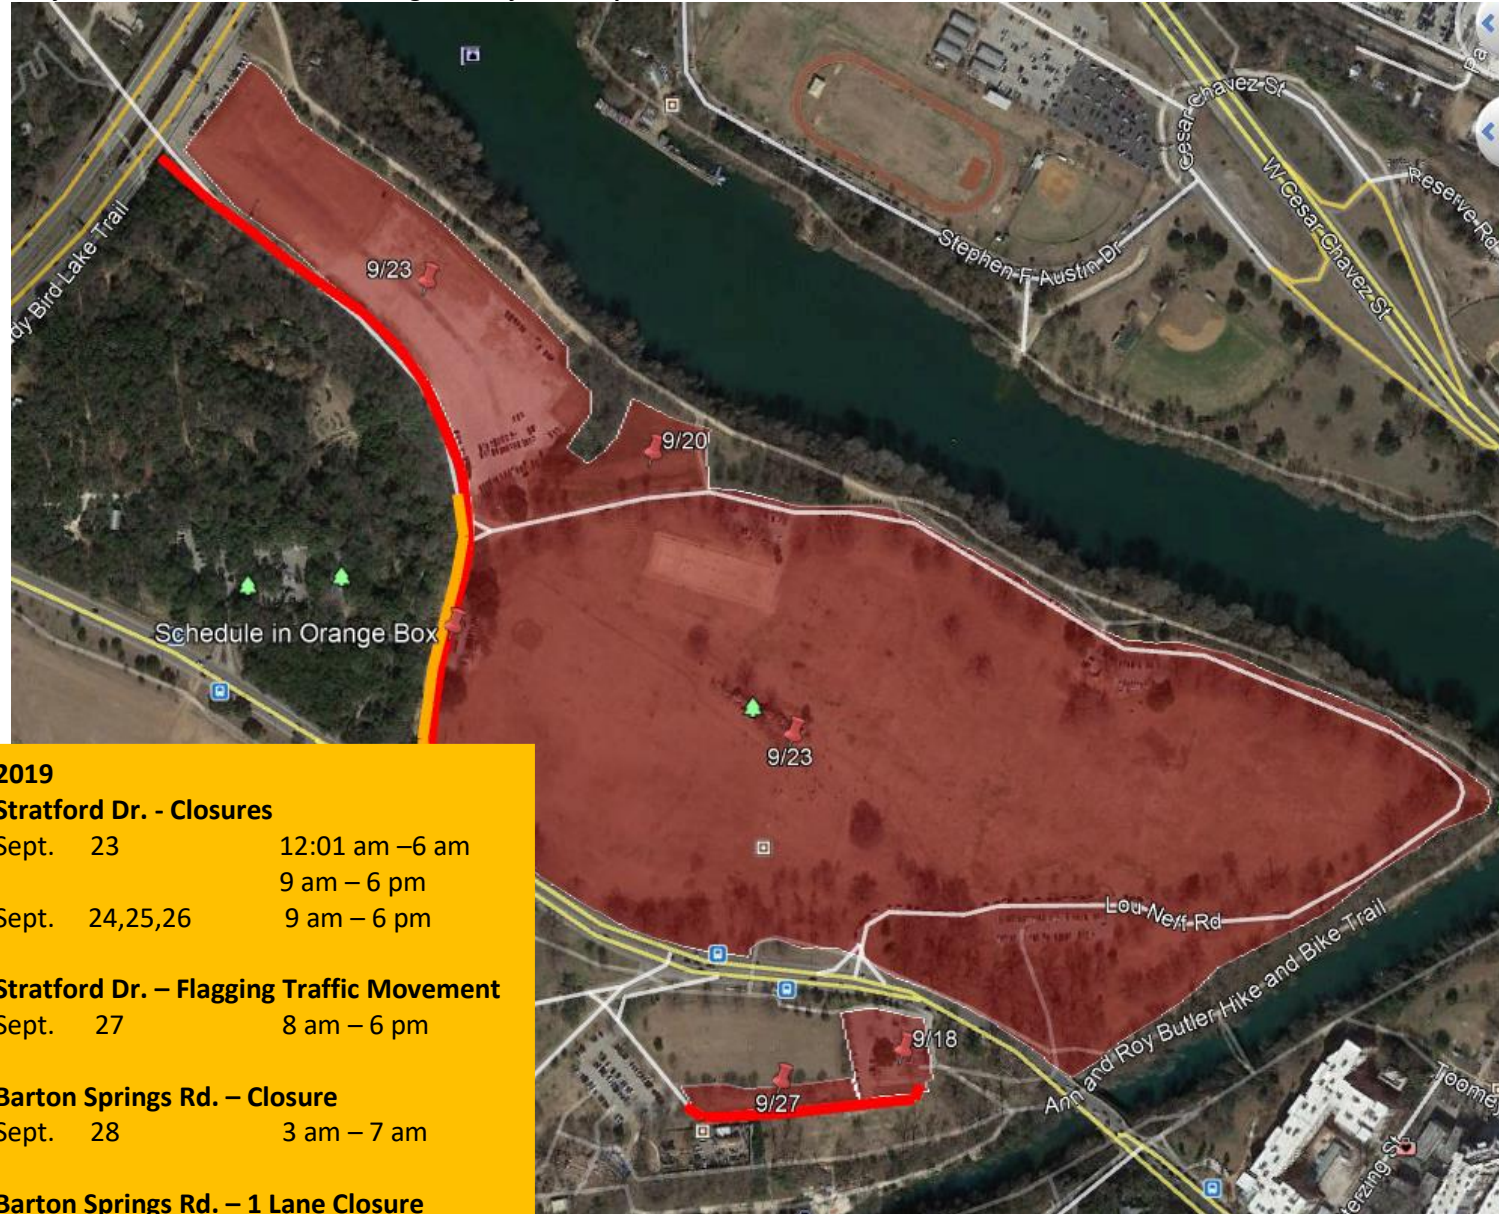 Cesar Chavez St
W Cesar Chavez St
Reserve Rd
Stephen F Austin Dr
dy Bird Lake Trail
9/23
9/20
Schedule in Orange Box
9/23
Lou Neff Rd
Ann and Roy Butler Hike and Bike Trail
9/18
9/27
Toomey
terzing St
2019
Stratford Dr. - Closures
Sept. 23 12:01 am –6 am
9 am – 6 pm
Sept. 24,25,26 9 am – 6 pm
Stratford Dr. – Flagging Traffic Movement
Sept. 27 8 am – 6 pm
Barton Springs Rd. – Closure
Sept. 28 3 am – 7 am
Barton Springs Rd. – 1 Lane Closure